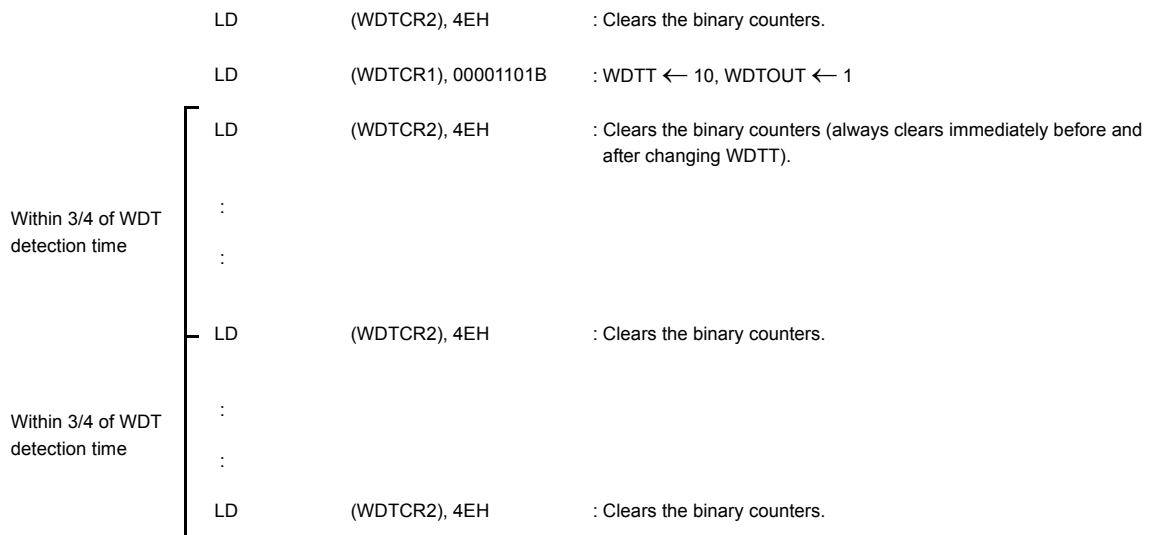 LD (WDTCR2), 4EH : Clears the binary counters.
LD (WDTCR1), 00001101B : WDTT ← 10, WDTOUT ← 1
LD (WDTCR2), 4EH : Clears the binary counters (always clears immediately before and
after changing WDTT).
Within 3/4 of WDT
detection time
:
:
LD (WDTCR2), 4EH : Clears the binary counters.
Within 3/4 of WDT
detection time
:
:
LD (WDTCR2), 4EH : Clears the binary counters.